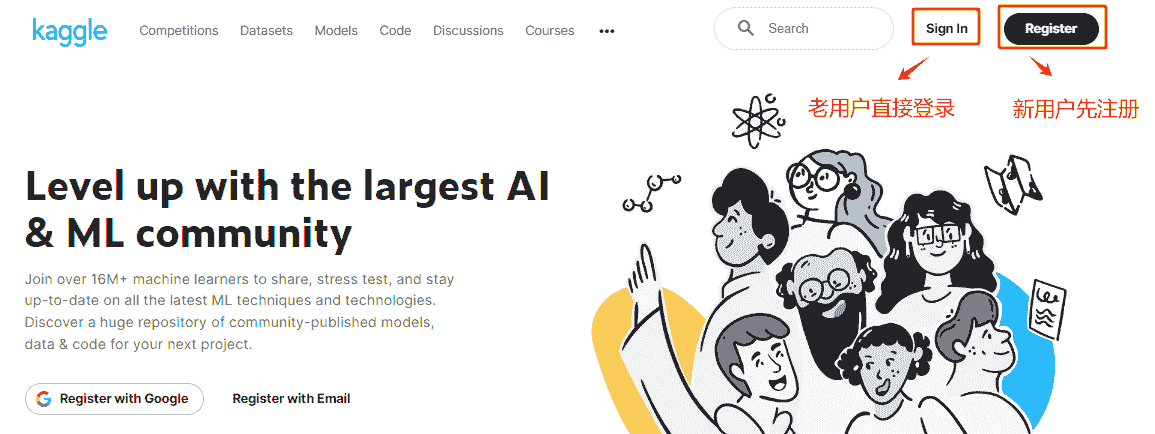 kaggle Competitions Datasets Models Code Discussions Courses ••• Search Sign In Register
老用户直接登录 新用户先注册
Level up with the largest AI
& ML community
Join over 16M+ machine learners to share, stress test, and stay
up-to-date on all the latest ML techniques and technologies.
Discover a huge repository of community-published models,
data & code for your next project.
Register with Google Register with Email